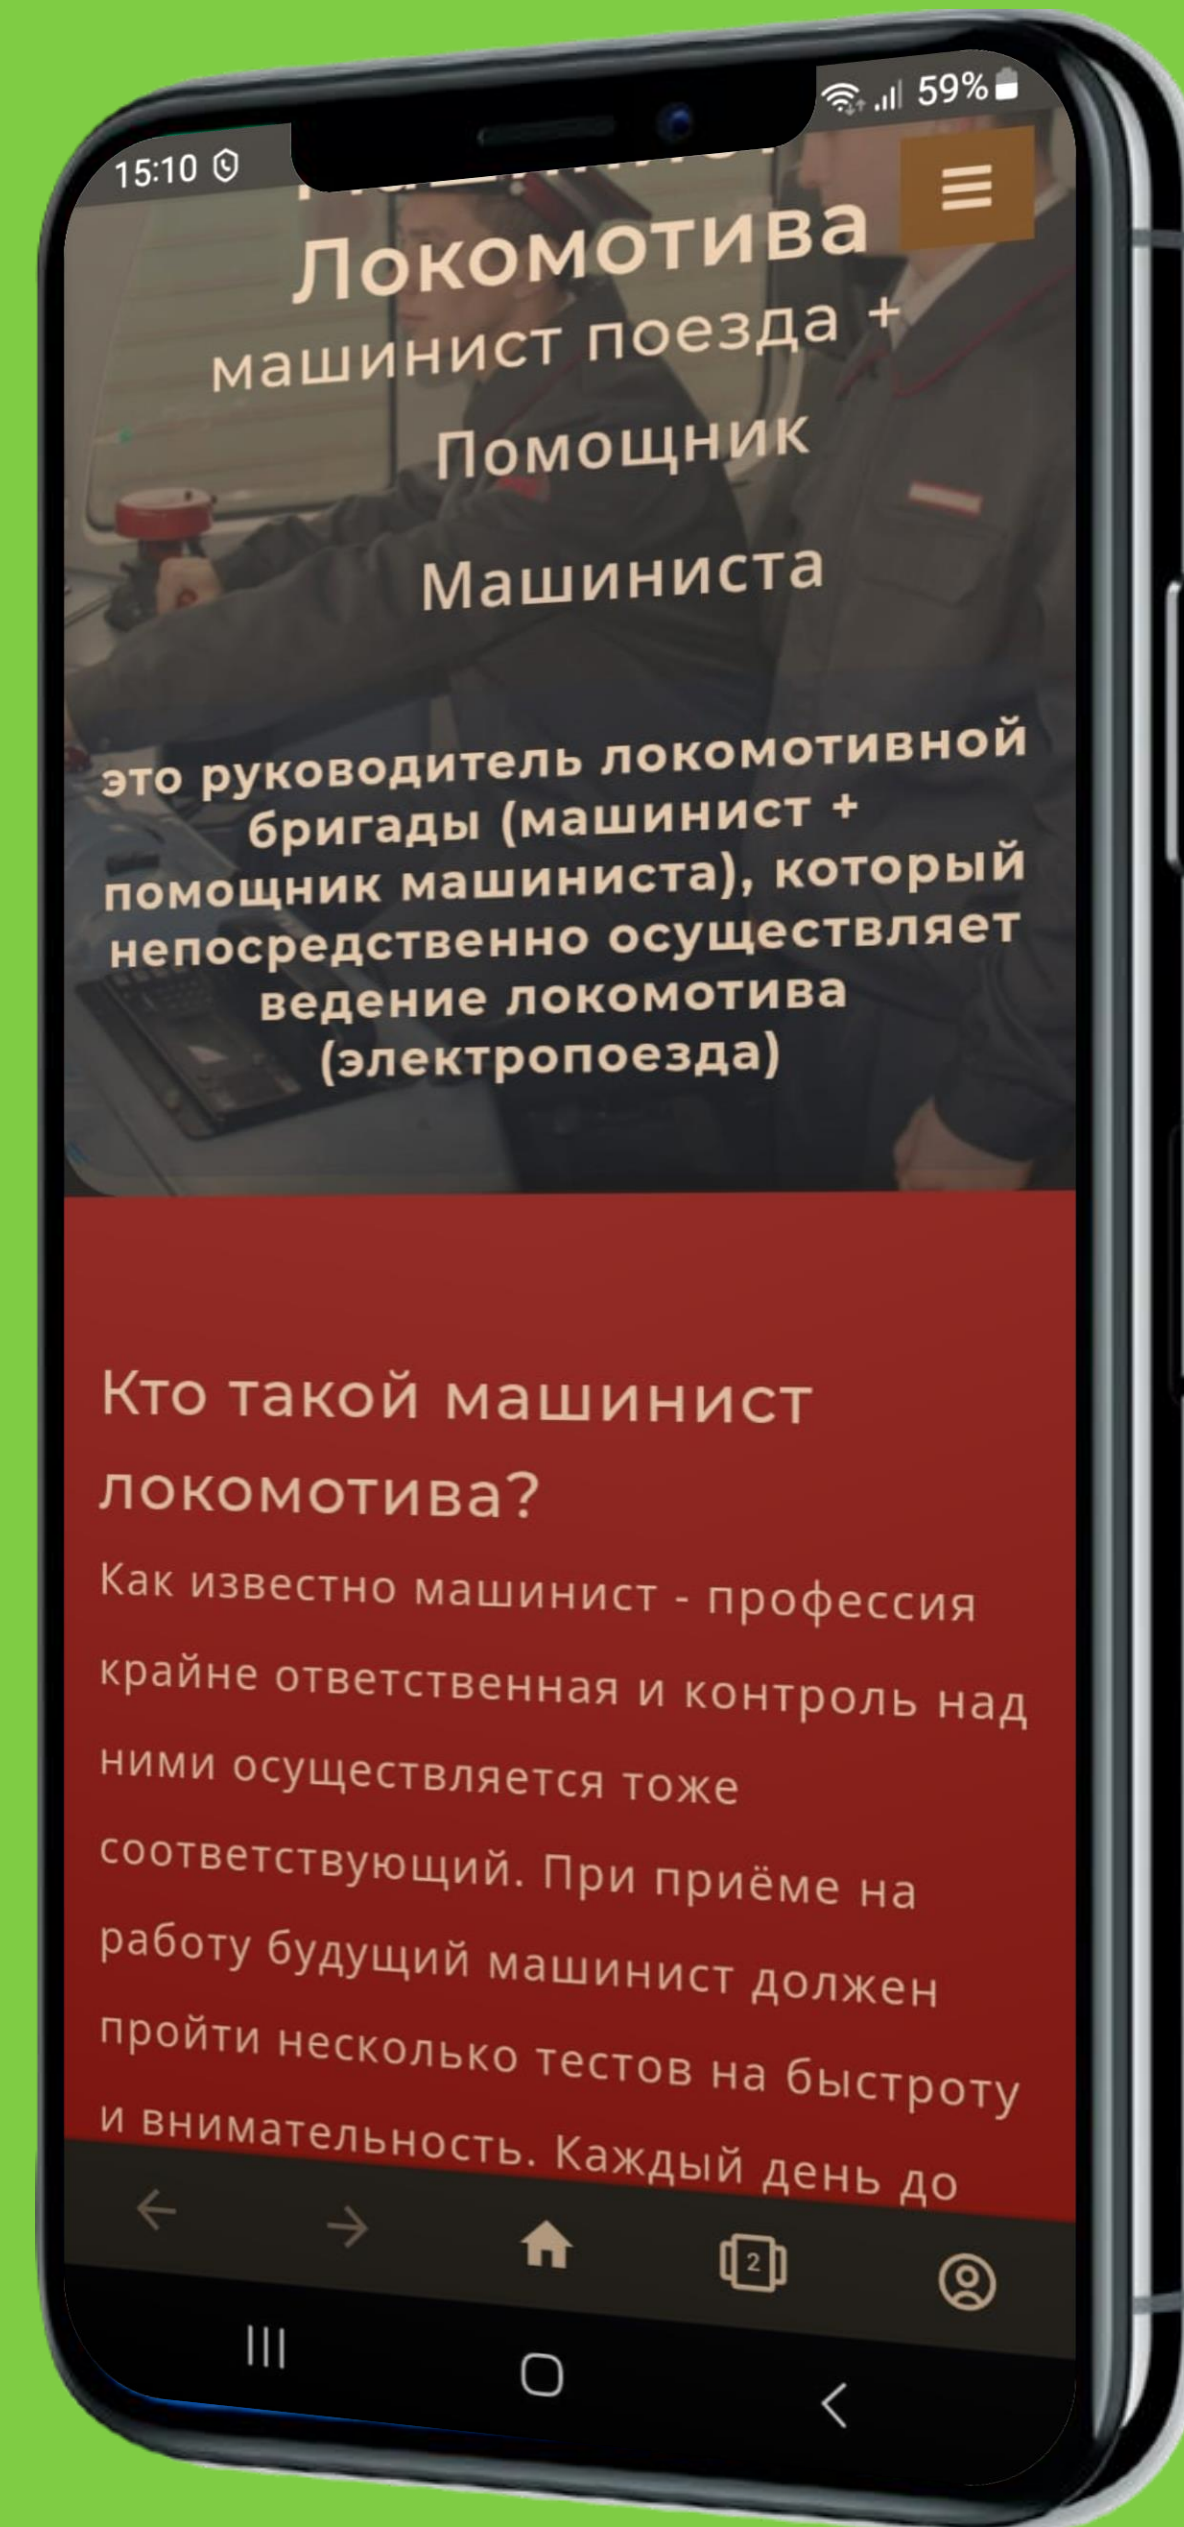 15:10
59%
Локомотива
машинист поезда +
Помощник
Машиниста
это руководитель локомотивной
бригады (машинист +
помощник машиниста), который
непосредственно осуществляет
ведение локомотива
(электропоезда)
Кто такой машинист
локомотива?
Как известно машинист - профессия
крайне ответственная и контроль над
ними осуществляется тоже
соответствующий. При приёме на
работу будущий машинист должен
пройти несколько тестов на быстроту
и внимательность. Каждый день до
2